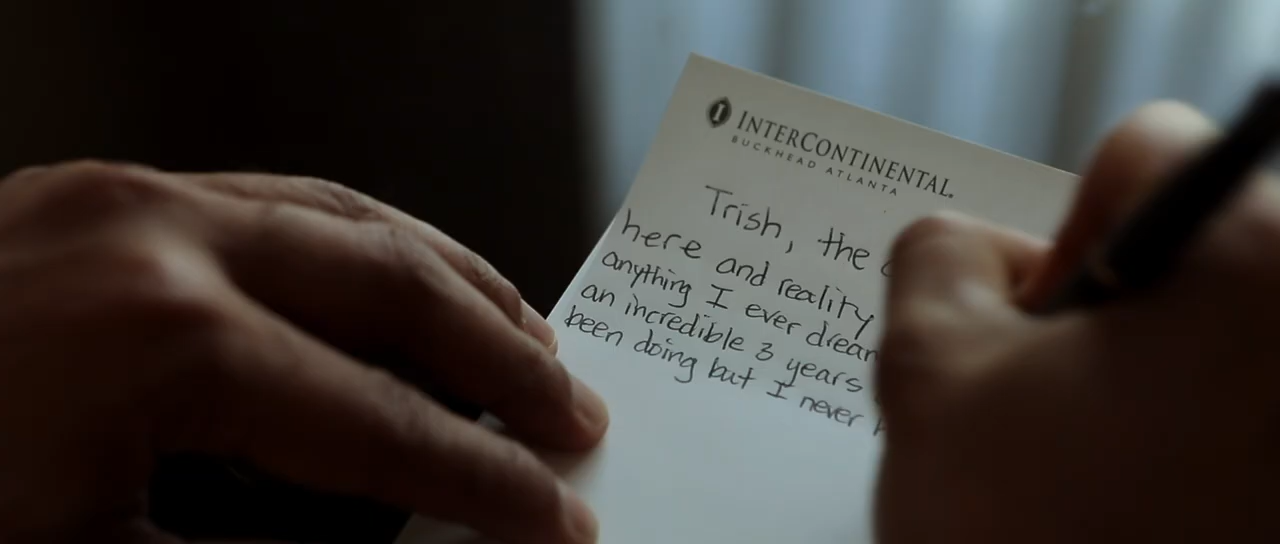 I INTERCONTINENTAL.
BUCKHEAD ATLANTA
Trish, the
here and reality
anything I ever
an incredible 3 years
been doing but I never